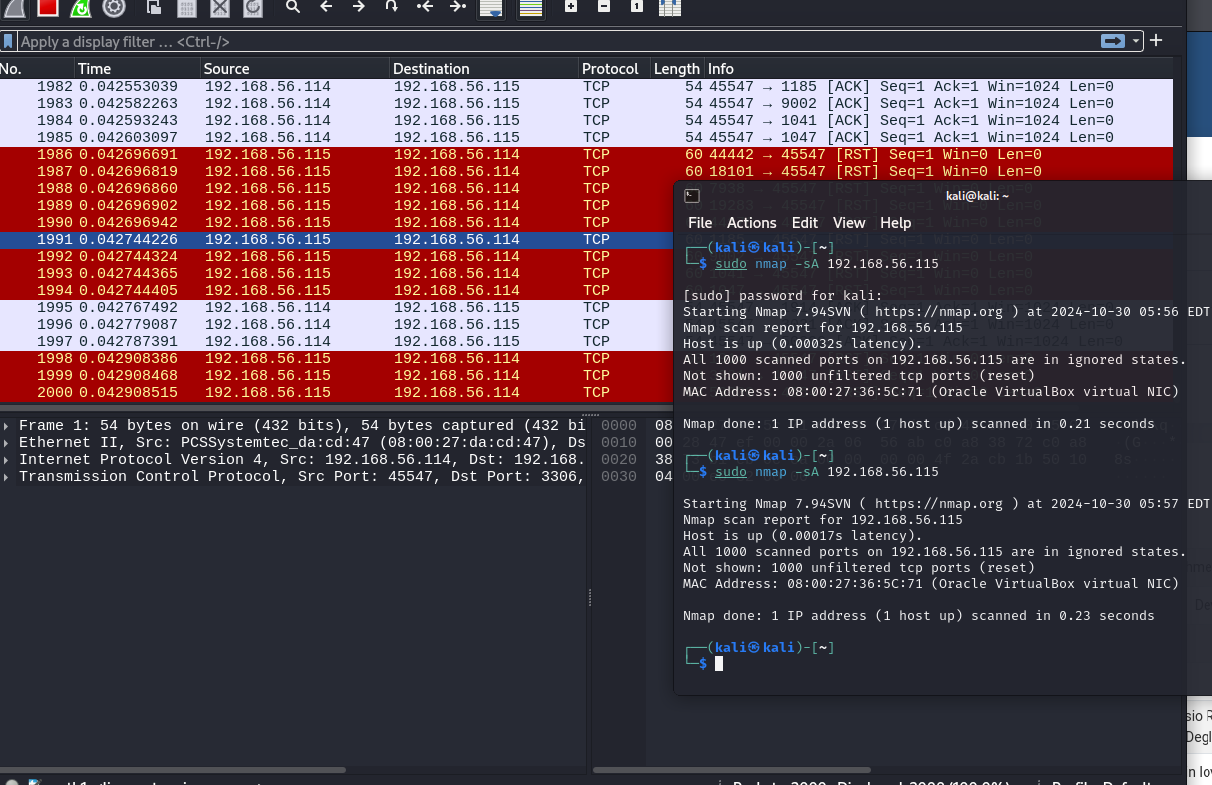 Apply a display filter … <Ctrl-/>
No. Time Source Destination Protocol Length Info
1982 0.042553039 192.168.56.114 192.168.56.115 TCP 54 45547 → 1185 [ACK] Seq=1 Ack=1 Win=1024 Len=0
1983 0.042582263 192.168.56.114 192.168.56.115 TCP 54 45547 → 9002 [ACK] Seq=1 Ack=1 Win=1024 Len=0
1984 0.042593243 192.168.56.114 192.168.56.115 TCP 54 45547 → 1041 [ACK] Seq=1 Ack=1 Win=1024 Len=0
1985 0.042603097 192.168.56.114 192.168.56.115 TCP 54 45547 → 1047 [ACK] Seq=1 Ack=1 Win=1024 Len=0
1986 0.042696691 192.168.56.115 192.168.56.114 TCP 60 44442 → 45547 [RST] Seq=1 Win=0 Len=0
1987 0.042696819 192.168.56.115 192.168.56.114 TCP 60 18101 → 45547 [RST] Seq=1 Win=0 Len=0
1988 0.042696860 192.168.56.115 192.168.56.114 TCP
1989 0.042696902 192.168.56.115 192.168.56.114 TCP
1990 0.042696942 192.168.56.115 192.168.56.114 TCP
1991 0.042744226 192.168.56.115 192.168.56.114 TCP
1992 0.042744324 192.168.56.115 192.168.56.114 TCP
1993 0.042744365 192.168.56.115 192.168.56.114 TCP
1994 0.042744405 192.168.56.115 192.168.56.114 TCP
1995 0.042767492 192.168.56.114 192.168.56.115 TCP
1996 0.042779087 192.168.56.114 192.168.56.115 TCP
1997 0.042787391 192.168.56.114 192.168.56.115 TCP
1998 0.042908386 192.168.56.115 192.168.56.114 TCP
1999 0.042908468 192.168.56.115 192.168.56.114 TCP
2000 0.042908515 192.168.56.115 192.168.56.114 TCP
Frame 1: 54 bytes on wire (432 bits), 54 bytes captured (432 bi
Ethernet II, Src: PCSSystemtec_da:cd:47 (08:00:27:da:cd:47), Ds
Internet Protocol Version 4, Src: 192.168.56.114, Dst: 192.168.
Transmission Control Protocol, Src Port: 45547, Dst Port: 3306,
0000 08
0010 00
0020 38
0030 04
kali@kali: ~
File Actions Edit View Help
┌──(kali㉿kali)-[~]
└─$ sudo nmap -sA 192.168.56.115
[sudo] password for kali:
Starting Nmap 7.94SVN ( https://nmap.org ) at 2024-10-30 05:56 EDT
Nmap scan report for 192.168.56.115
Host is up (0.00032s latency).
All 1000 scanned ports on 192.168.56.115 are in ignored states.
Not shown: 1000 unfiltered tcp ports (reset)
MAC Address: 08:00:27:36:5C:71 (Oracle VirtualBox virtual NIC)
Nmap done: 1 IP address (1 host up) scanned in 0.21 seconds
┌──(kali㉿kali)-[~]
└─$ sudo nmap -sA 192.168.56.115
Starting Nmap 7.94SVN ( https://nmap.org ) at 2024-10-30 05:57 EDT
Nmap scan report for 192.168.56.115
Host is up (0.00017s latency).
All 1000 scanned ports on 192.168.56.115 are in ignored states.
Not shown: 1000 unfiltered tcp ports (reset)
MAC Address: 08:00:27:36:5C:71 (Oracle VirtualBox virtual NIC)
Nmap done: 1 IP address (1 host up) scanned in 0.23 seconds
┌──(kali㉿kali)-[~]
└─$
sio R
Degl
n lo